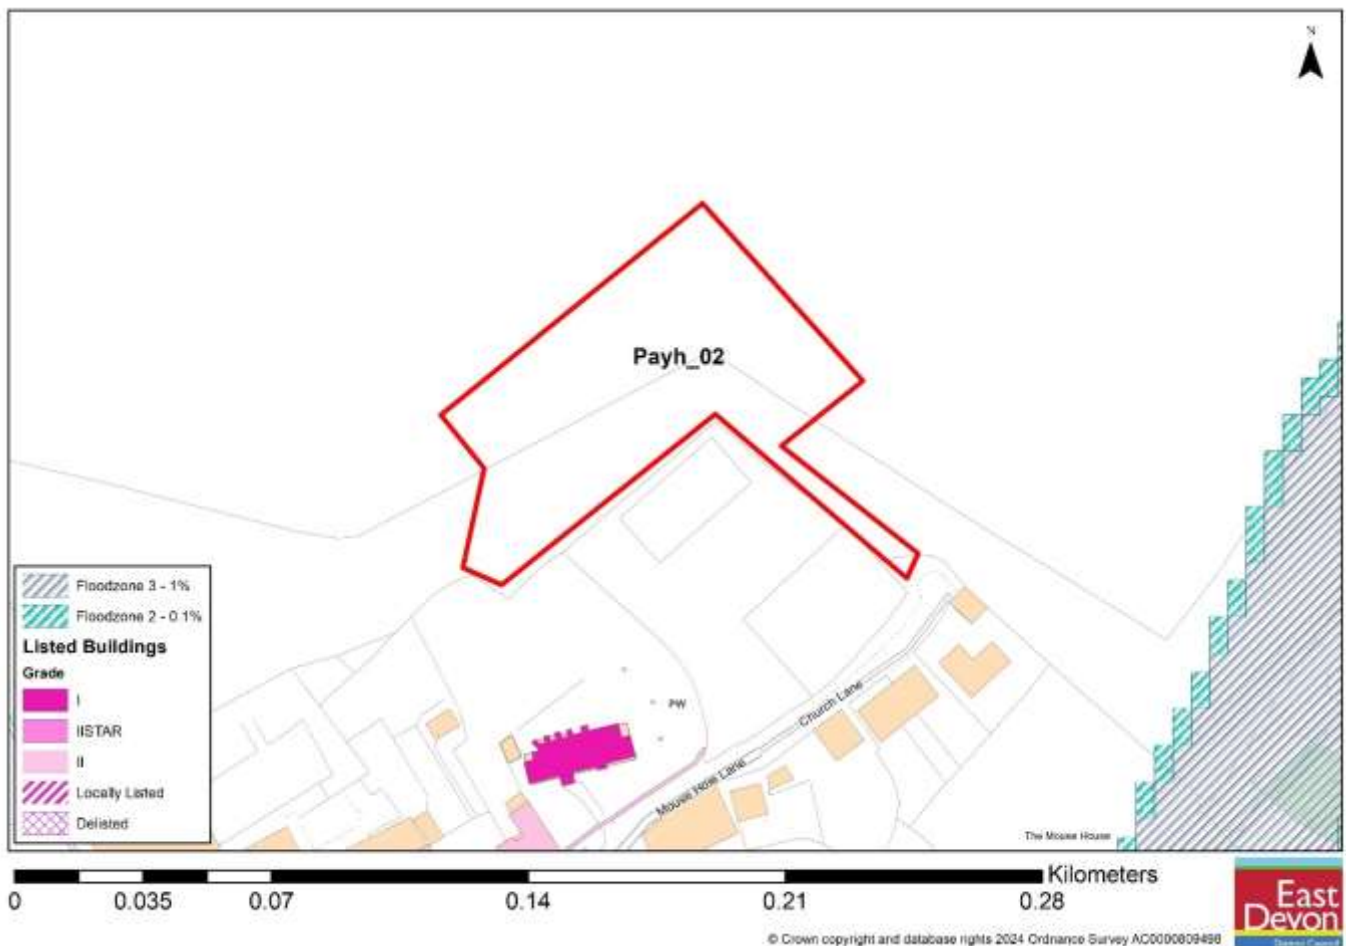 N
Payh_02
Floodzone 3 - 1%
Floodzone 2 - 0.1%
Listed Buildings
Grade
I
IISTAR
II
Locally Listed
Delisted
PW
Church Lane
Mouse Hole Lane
The Mouse House
Kilometers
0 0.035 0.07 0.14 0.21 0.28
East
Devon
District Council
© Crown copyright and database rights 2024 Ordnance Survey AC0000809498